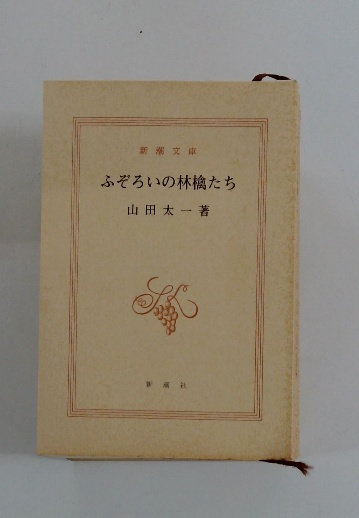 新潮文庫
ふぞろいの林檎たち
山田太一著
新潮社